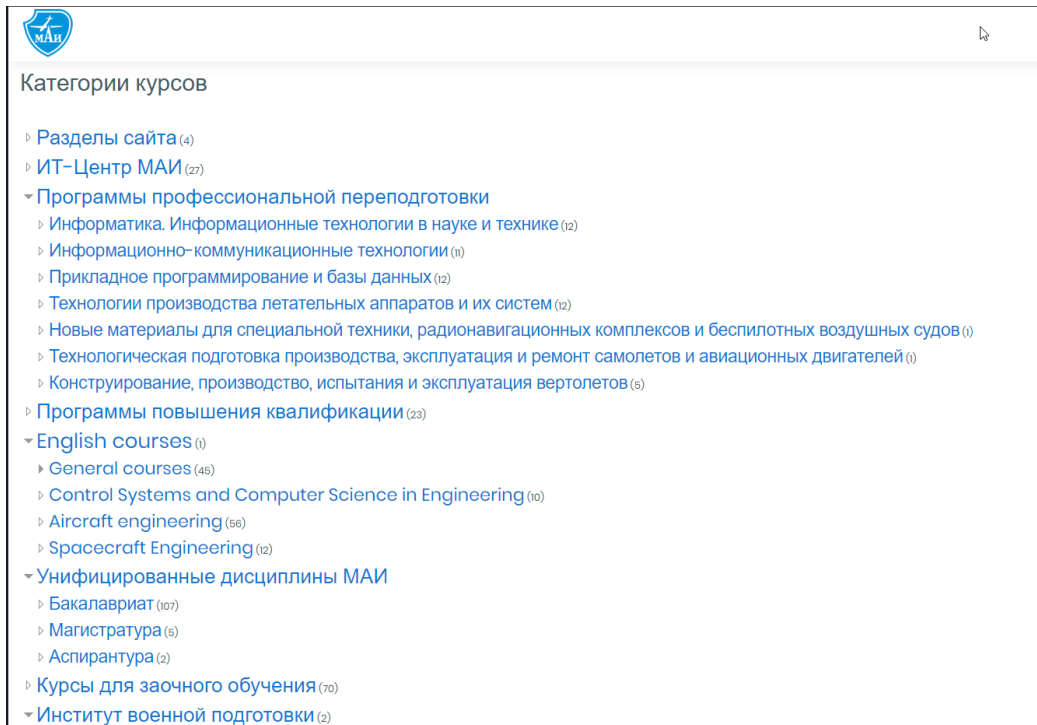 МАИ
Категории курсов
Разделы сайта (4)
ИТ-Центр МАИ (27)
Программы профессиональной переподготовки
Информатика. Информационные технологии в науке и технике (12)
Информационно-коммуникационные технологии (11)
Прикладное программирование и базы данных (12)
Технологии производства летательных аппаратов и их систем (12)
Новые материалы для специальной техники, радионавигационных комплексов и беспилотных воздушных судов (1)
Технологическая подготовка производства, эксплуатация и ремонт самолетов и авиационных двигателей (1)
Конструирование, производство, испытания и эксплуатация вертолетов (5)
Программы повышения квалификации (23)
English courses (1)
General courses (45)
Control Systems and Computer Science in Engineering (10)
Aircraft engineering (56)
Spacecraft Engineering (12)
Унифицированные дисциплины МАИ
Бакалавриат (107)
Магистратура (5)
Аспирантура (2)
Курсы для заочного обучения (70)
Институт военной подготовки (2)